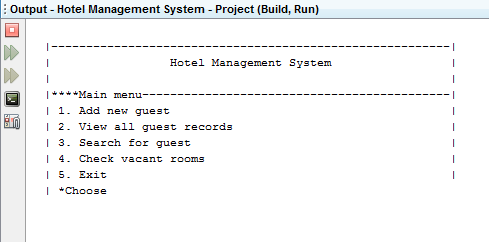 Output - Hotel Management System - Project (Build, Run)
|----------------------------------------------------------|
| Hotel Management System |
| |
|****Main menu---------------------------------------------|
| 1. Add new guest |
| 2. View all guest records |
| 3. Search for guest |
| 4. Check vacant rooms |
| 5. Exit |
| *Choose